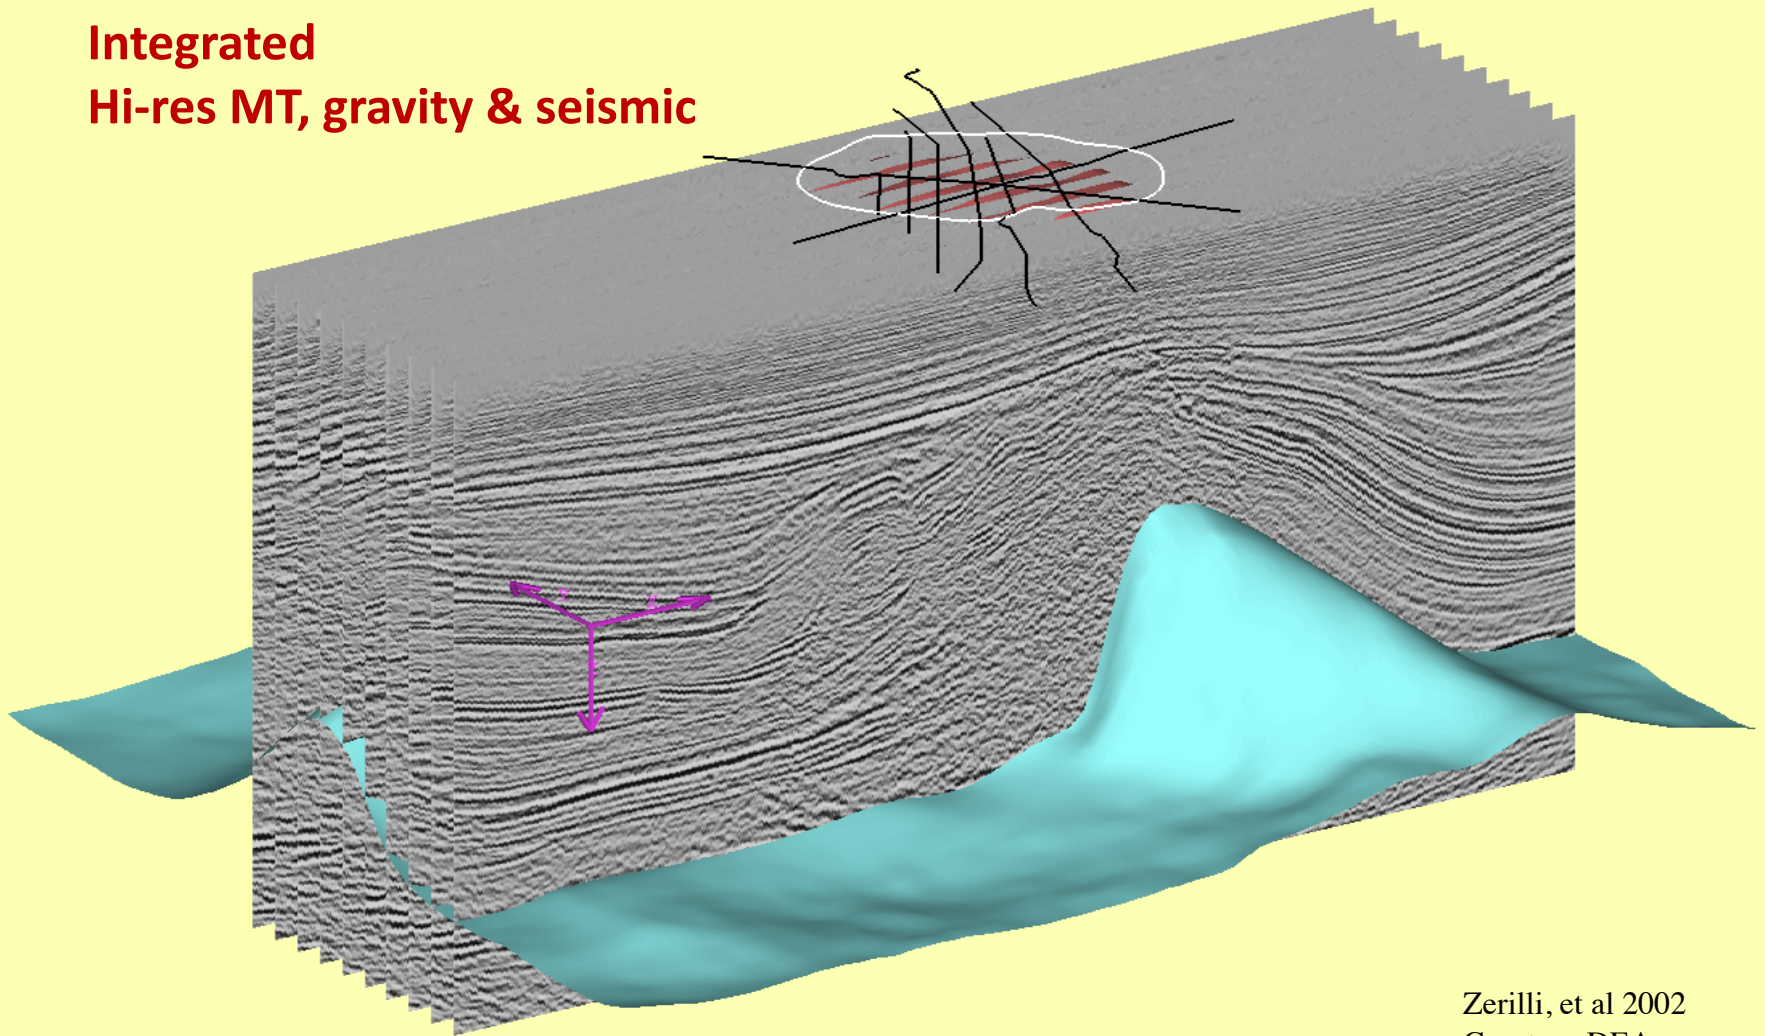 Integrated
Hi-res MT, gravity & seismic
Y
X
Zerilli, et al 2002